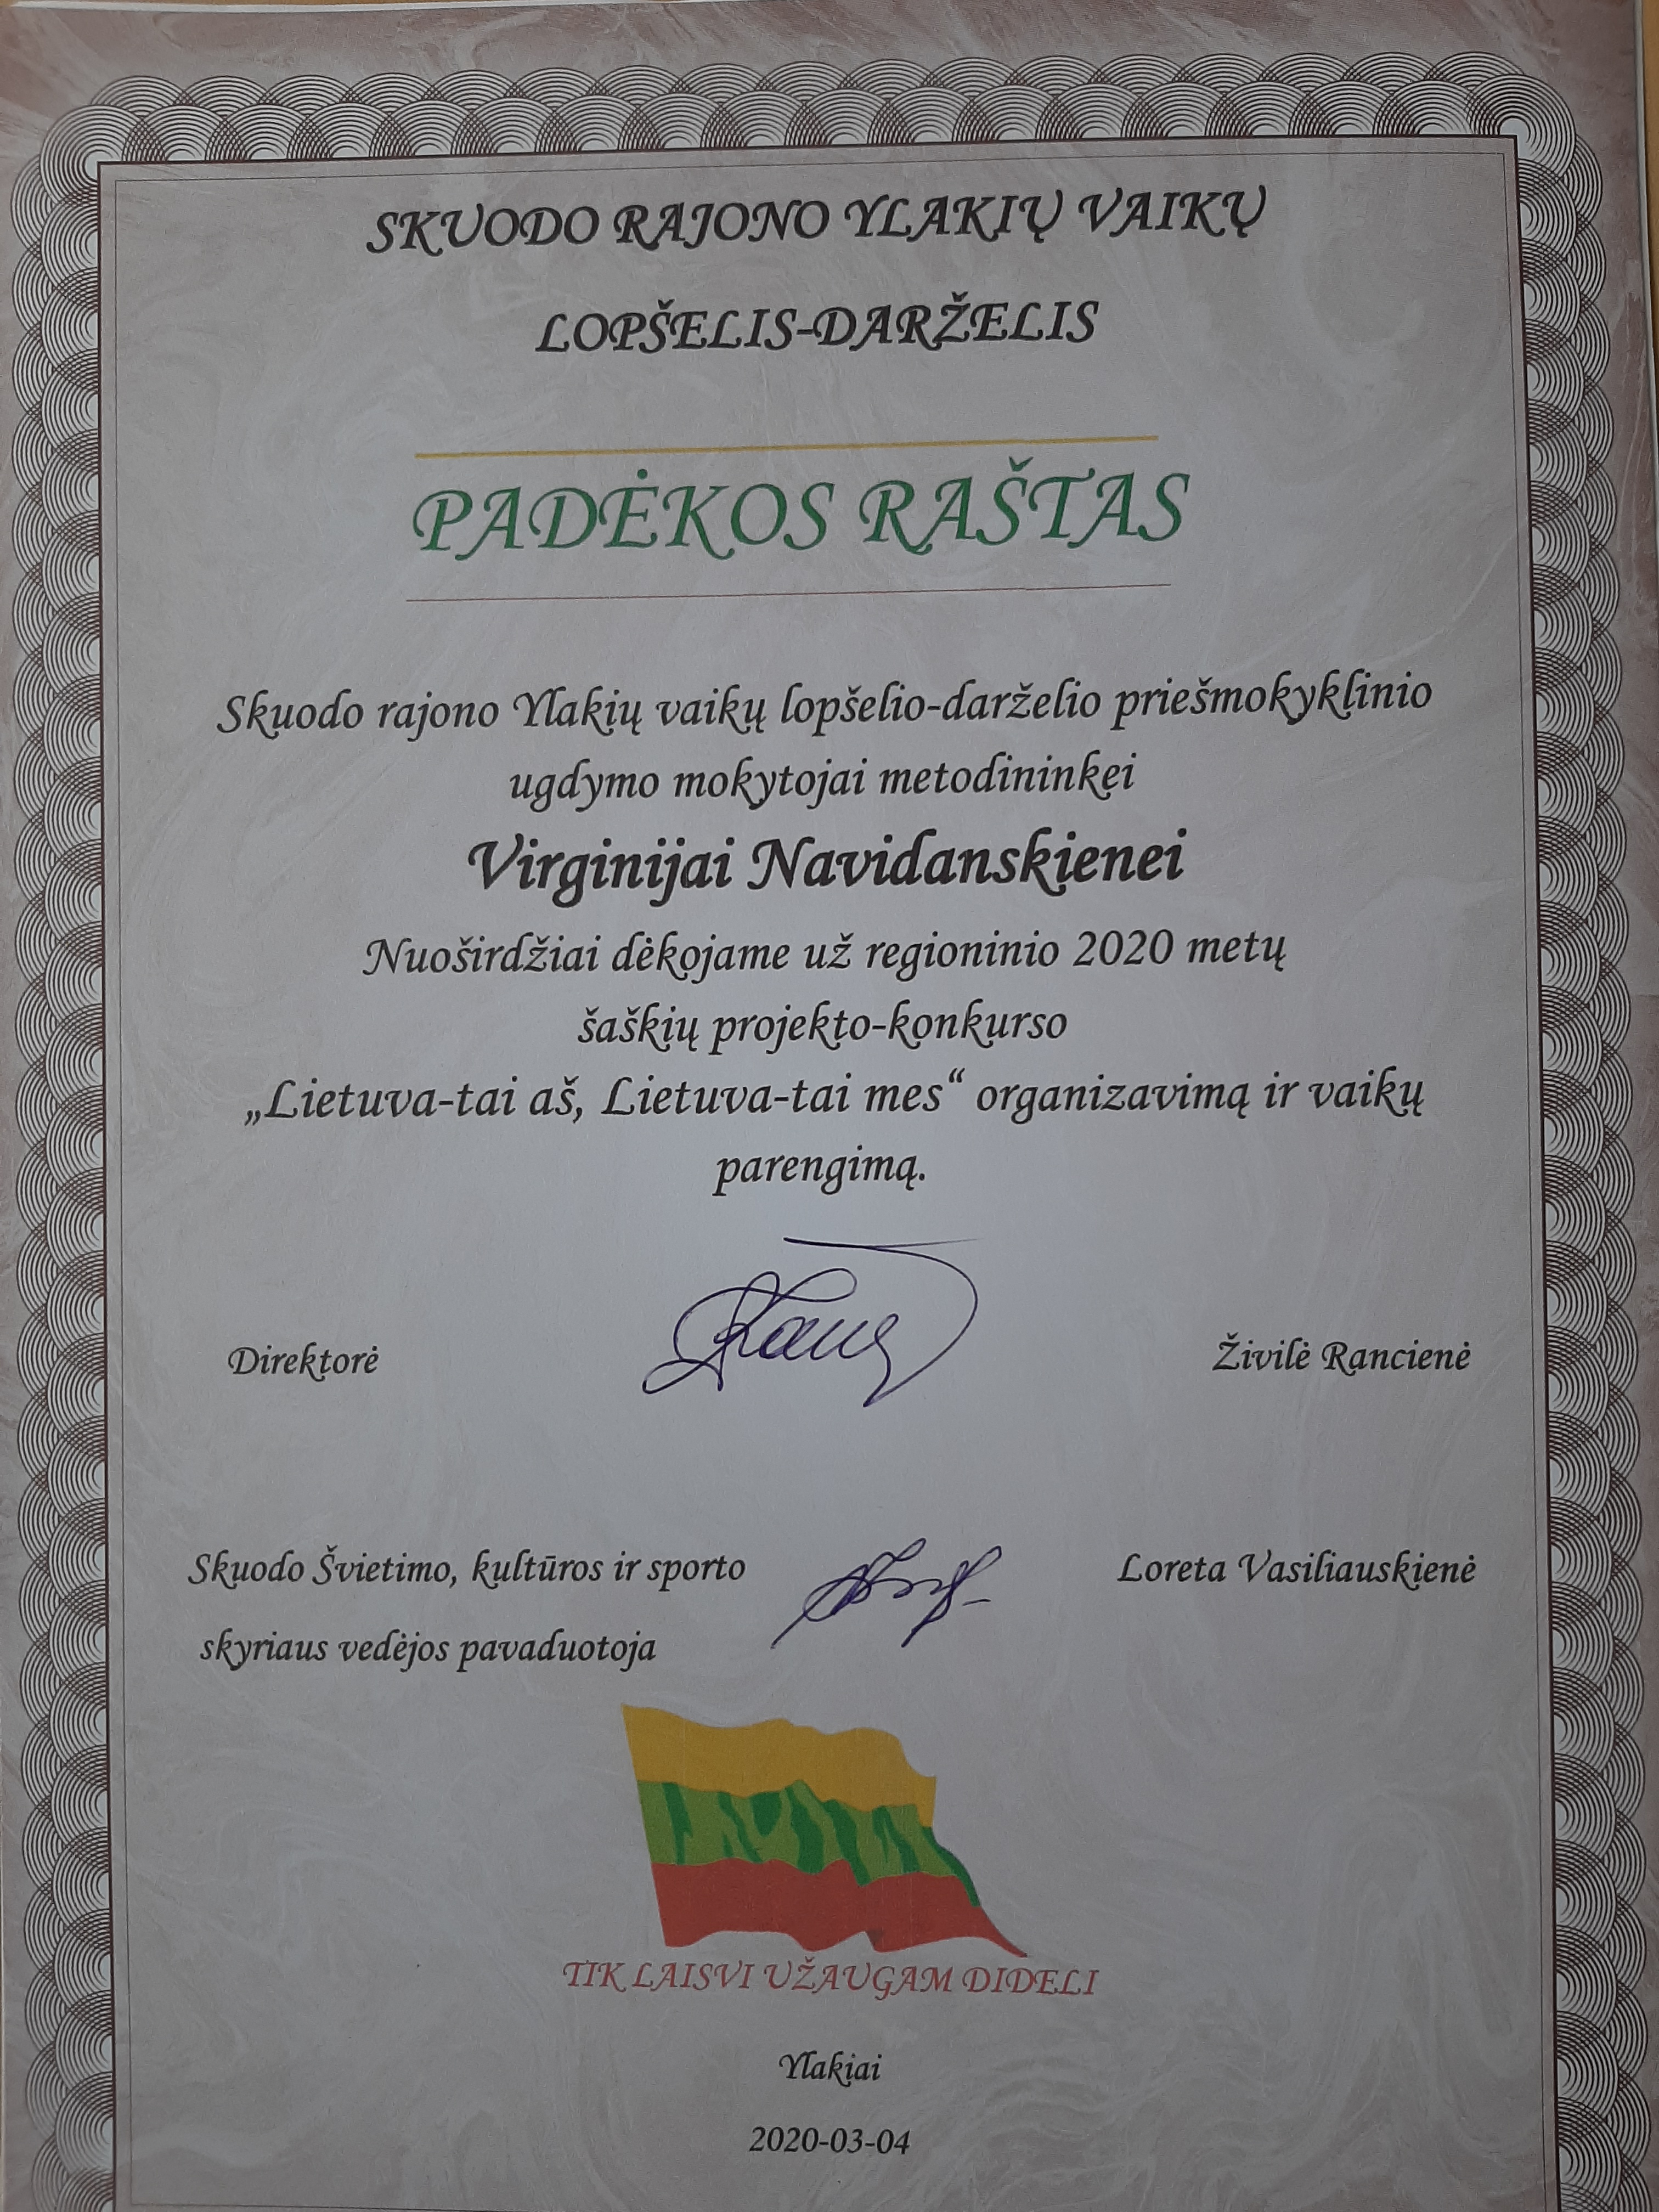 SKUODO RAJONO YLAKIŲ VAIKŲ
LOPŠELIS-DARŽELIS
PADĖKOS RAŠTAS
Skuodo rajono Ylakių vaikų lopšelio-darželio priešmokyklinio
ugdymo mokytojai metodininkei
Virginijai Navidanskienei
Nuoširdžiai dėkojame už regioninio 2020 metų
šaškių projekto-konkurso
„Lietuva-tai aš, Lietuva-tai mes“ organizavimą ir vaikų
parengimą.
Direktorė Živilė Rancienė
Skuodo Švietimo, kultūros ir sporto Loreta Vasiliauskienė
skyriaus vedėjos pavaduotoja
TIK LAISVI UŽAUGAM DIDELI
Ylakiai
2020-03-04